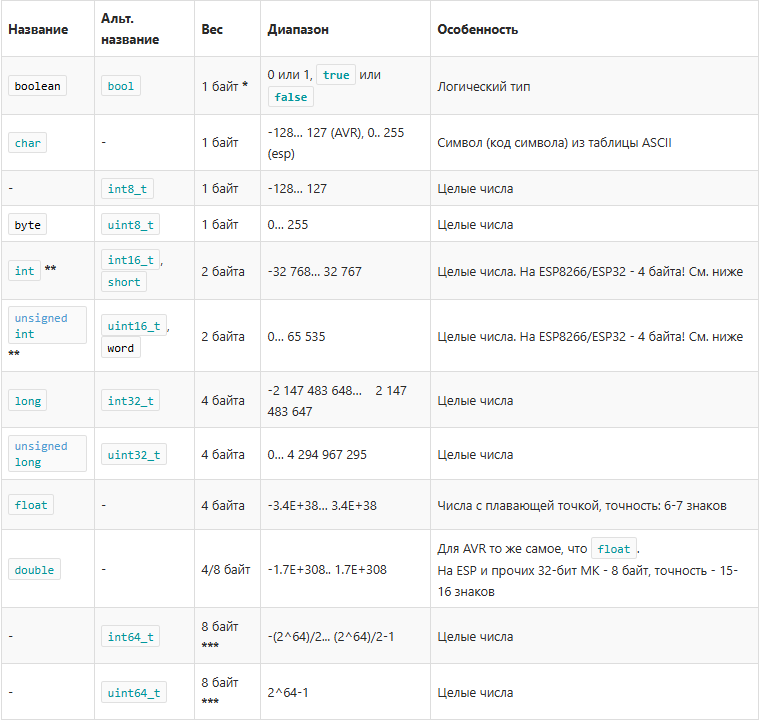 Название Альт. название Вес Диапазон Особенность
boolean bool 1 байт * 0 или 1, true или false Логический тип
char - 1 байт -128… 127 (AVR), 0.. 255 (esp) Символ (код символа) из таблицы ASCII
- int8_t 1 байт -128… 127 Целые числа
byte uint8_t 1 байт 0… 255 Целые числа
int ** int16_t, short 2 байта -32 768… 32 767 Целые числа. На ESP8266/ESP32 - 4 байта! См. ниже
unsigned int ** uint16_t, word 2 байта 0… 65 535 Целые числа. На ESP8266/ESP32 - 4 байта! См. ниже
long int32_t 4 байта -2 147 483 648… 2 147 483 647 Целые числа
unsigned long uint32_t 4 байта 0… 4 294 967 295 Целые числа
float - 4 байта -3.4E+38… 3.4E+38 Числа с плавающей точкой, точность: 6-7 знаков
double - 4/8 байт -1.7E+308.. 1.7E+308 Для AVR то же самое, что float.
На ESP и прочих 32-бит МК - 8 байт, точность - 15-
16 знаков
- int64_t 8 байт *** -(2^64)/2… (2^64)/2-1 Целые числа
- uint64_t 8 байт *** 2^64-1 Целые числа